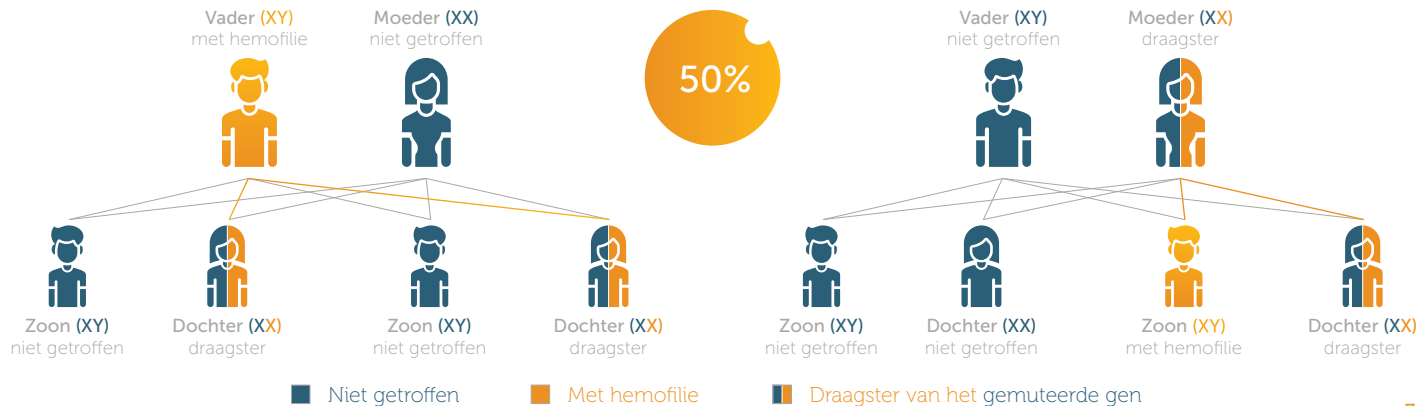 Vader (XY)
met hemofilie
Moeder (XX)
niet getroffen
50%
Vader (XY)
niet getroffen
Moeder (XX)
draagster
Zoon (XY)
niet getroffen
Dochter (XX)
draagster
Zoon (XY)
niet getroffen
Dochter (XX)
draagster
Zoon (XY)
niet getroffen
Dochter (XX)
niet getroffen
Zoon (XY)
met hemofilie
Dochter (XX)
draagster
Niet getroffen
Met hemofilie
Draagster van het gemuteerde gen